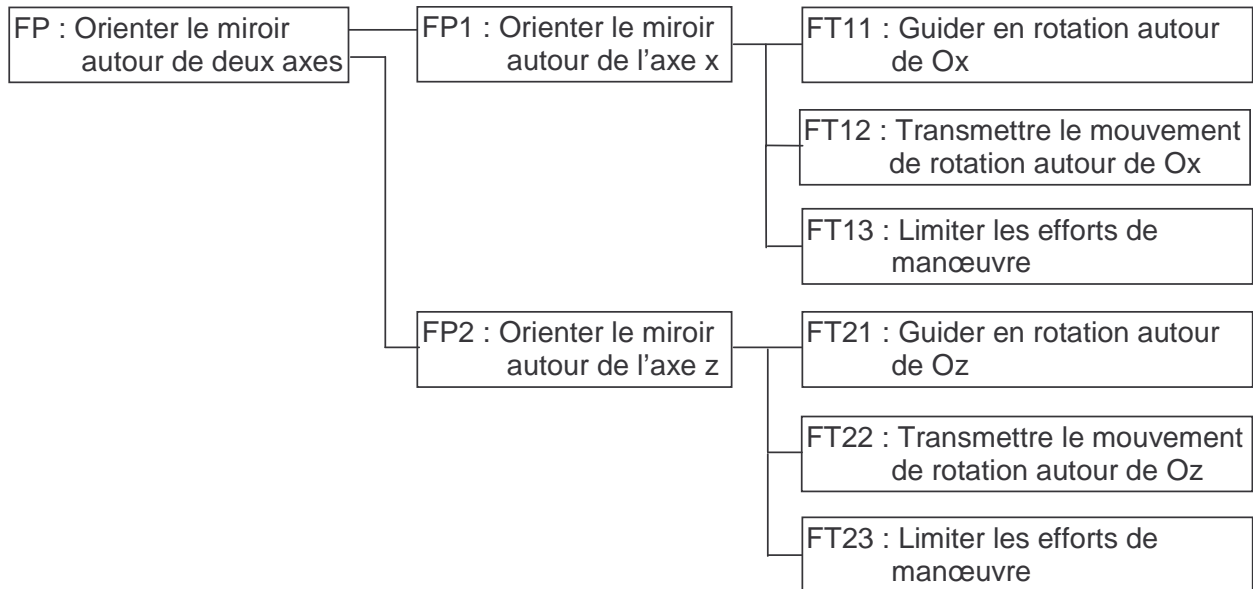 FP : Orienter le miroir
autour de deux axes
FP1 : Orienter le miroir
autour de l'axe x
FT11 : Guider en rotation autour
de Ox
FT12 : Transmettre le mouvement
de rotation autour de Ox
FT13 : Limiter les efforts de
manœuvre
FP2 : Orienter le miroir
autour de l'axe z
FT21 : Guider en rotation autour
de Oz
FT22 : Transmettre le mouvement
de rotation autour de Oz
FT23 : Limiter les efforts de
manœuvre